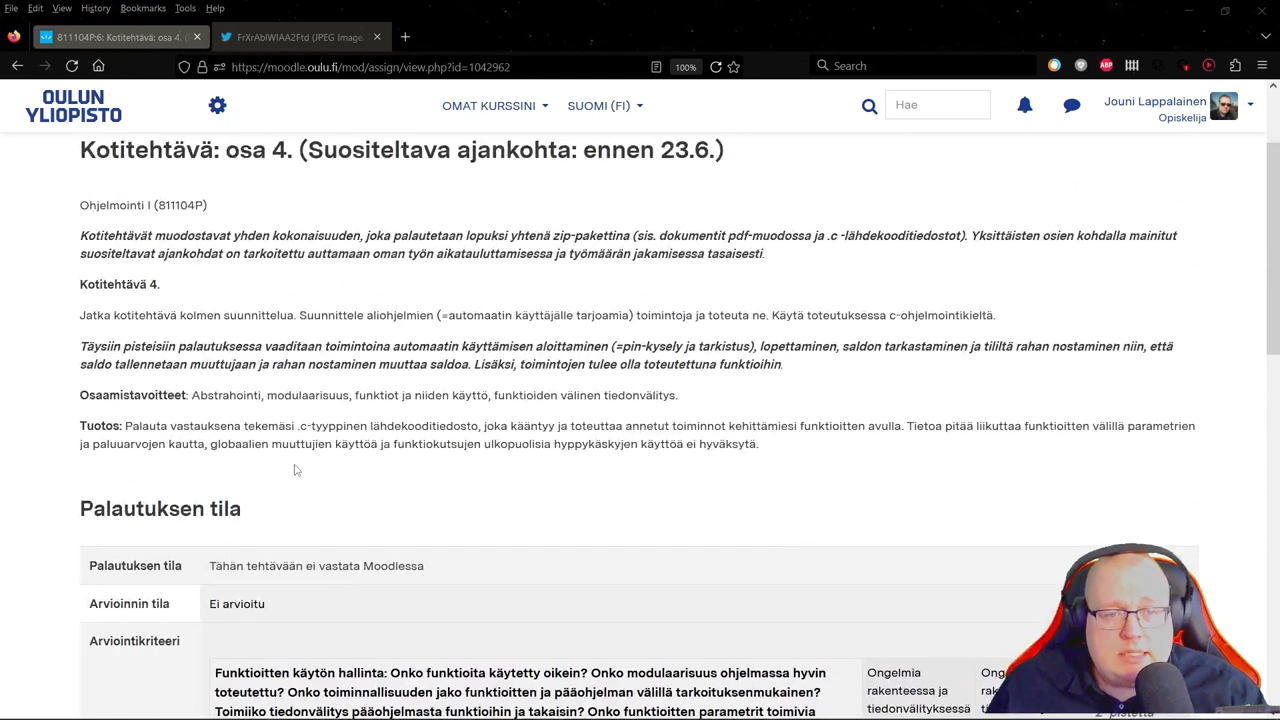 File Edit View History Bookmarks Tools Help
811104P:6: Kotitehtävä: osa 4. (
FrXrAblWIAA2Ftd (JPEG Image
https://moodle.oulu.fi/mod/assign/view.php?id=1042962
100%
Search
ABP
OULUN
YLIOPISTO
OMAT KURSSINI
SUOMI (FI)
Hae
Jouni Lappalainen
Opiskelija
Kotitehtävä: osa 4. (Suositeltava ajankohta: ennen 23.6.)
Ohjelmointi I (811104P)
Kotitehtävät muodostavat yhden kokonaisuuden, joka palautetaan lopuksi yhtenä zip-pakettina (sis. dokumentit pdf-muodossa ja .c -lähdekooditiedostot). Yksittäisten osien kohdalla mainitut
suositeltavat ajankohdat on tarkoitettu auttamaan oman työn aikatauluttamisessa ja työmäärän jakamisessa tasaisesti.
Kotitehtävä 4.
Jatka kotitehtävä kolmen suunnittelua. Suunnittele aliohjelmien (=automaatin käyttäjälle tarjoamia) toimintoja ja toteuta ne. Käytä toteutuksessa c-ohjelmointikieltä.
Täysiin pisteisiin palautuksessa vaaditaan toimintoina automaatin käyttämisen aloittaminen (=pin-kysely ja tarkistus), lopettaminen, saldon tarkastaminen ja tililtä rahan nostaminen niin, että
saldo tallennetaan muuttujaan ja rahan nostaminen muuttaa saldoa. Lisäksi, toimintojen tulee olla toteutettuna funktioihin.
Osaamistavoitteet: Abstrahointi, modulaarisuus, funktiot ja niiden käyttö, funktioiden välinen tiedonvälitys.
Tuotos: Palauta vastauksena tekemäsi .c-tyyppinen lähdekooditiedosto, joka kääntyy ja toteuttaa annetut toiminnot kehittämiesi funktioitten avulla. Tietoa pitää liikuttaa funktioitten välillä parametrien
ja paluuarvojen kautta, globaalien muuttujien käyttöä ja funktiokutsujen ulkopuolisia hyppykäskyjen käyttöä ei hyväksytä.
Palautuksen tila
Palautuksen tila Tähän tehtävään ei vastata Moodlessa
Arvioinnin tila Ei arvioitu
Arviointikriteeri
Funktioitten käytön hallinta: Onko funktioita käytetty oikein? Onko modulaarisuus ohjelmassa hyvin
toteutettu? Onko toiminnallisuuden jako funktioitten ja pääohjelman välillä tarkoituksenmukainen?
Toimiiko tiedonvälitys pääohjelmasta funktioihin ja takaisin? Onko funktioitten parametrit toimivia
Ongelmia
rakenteessa ja
tiedonvälityksessä